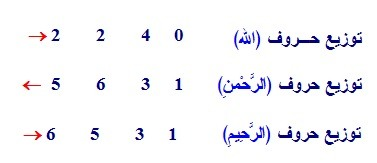 توزيع حـــروف (الله) 0 4 2 2 →
توزيع حروف (الرَّحْمنِ) 1 3 6 5 ←
توزيع حروف (الرَّحِيمِ) 1 3 5 6 →